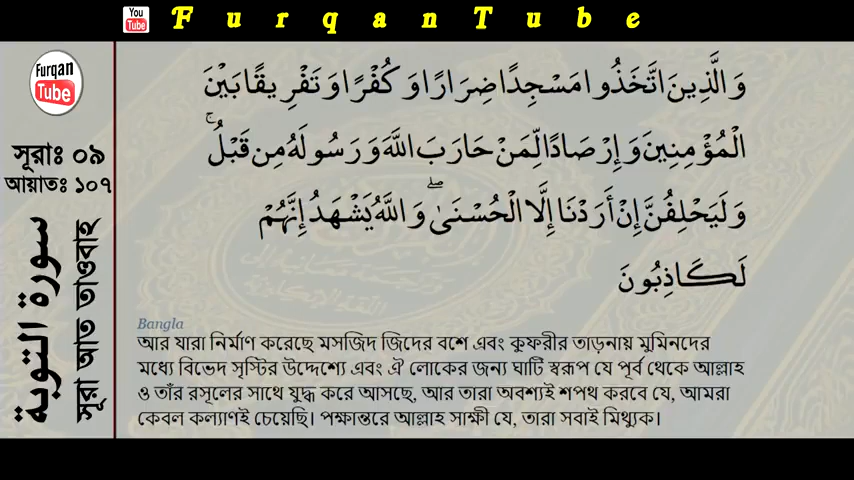 You Tube
F u r q a n T u b e
Furqan
Tube
সূরাঃ ০৯
আয়াতঃ ১০৭
سورة التوبة
সূরা আত তাওবাহ
وَالَّذِينَ اتَّخَذُوا مَسْجِدًا ضِرَارًا وَكُفْرًا وَتَفْرِيقًا بَيْنَ
الْمُؤْمِنِينَ وَإِرْصَادًا لِّمَنْ حَارَبَ اللَّهَ وَرَسُولَهُ مِن قَبْلُ ۚ
وَلَيَحْلِفُنَّ إِنْ أَرَدْنَا إِلَّا الْحُسْنَىٰ ۖ وَاللَّهُ يَشْهَدُ إِنَّهُمْ
لَكَاذِبُونَ
Bangla
আর যারা নির্মাণ করেছে মসজিদ জিদের বশে এবং কুফরীর তাড়নায় মুমিনদের
মধ্যে বিভেদ সৃস্টির উদ্দেশ্যে এবং ঐ লোকের জন্য ঘাটি স্বরূপ যে পূর্ব থেকে আল্লাহ
ও তাঁর রসূলের সাথে যুদ্ধ করে আসছে, আর তারা অবশ্যই শপথ করবে যে, আমরা
কেবল কল্যাণই চেয়েছি। পক্ষান্তরে আল্লাহ সাক্ষী যে, তারা সবাই মিথ্যুক।